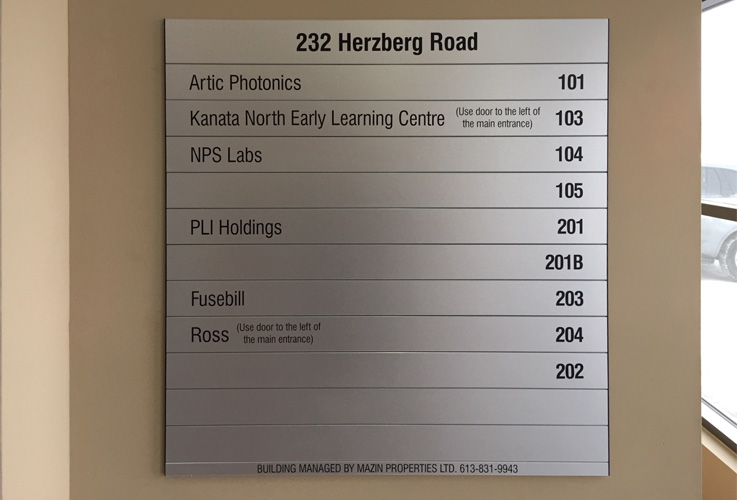 232 Herzberg Road
Artic Photonics 101
Kanata North Early Learning Centre (Use door to the left of the main entrance) 103
NPS Labs 104
105
PLI Holdings 201
201B
Fusebill 203
Ross (Use door to the left of the main entrance) 204
202
BUILDING MANAGED BY MAZIN PROPERTIES LTD. 613-831-9943